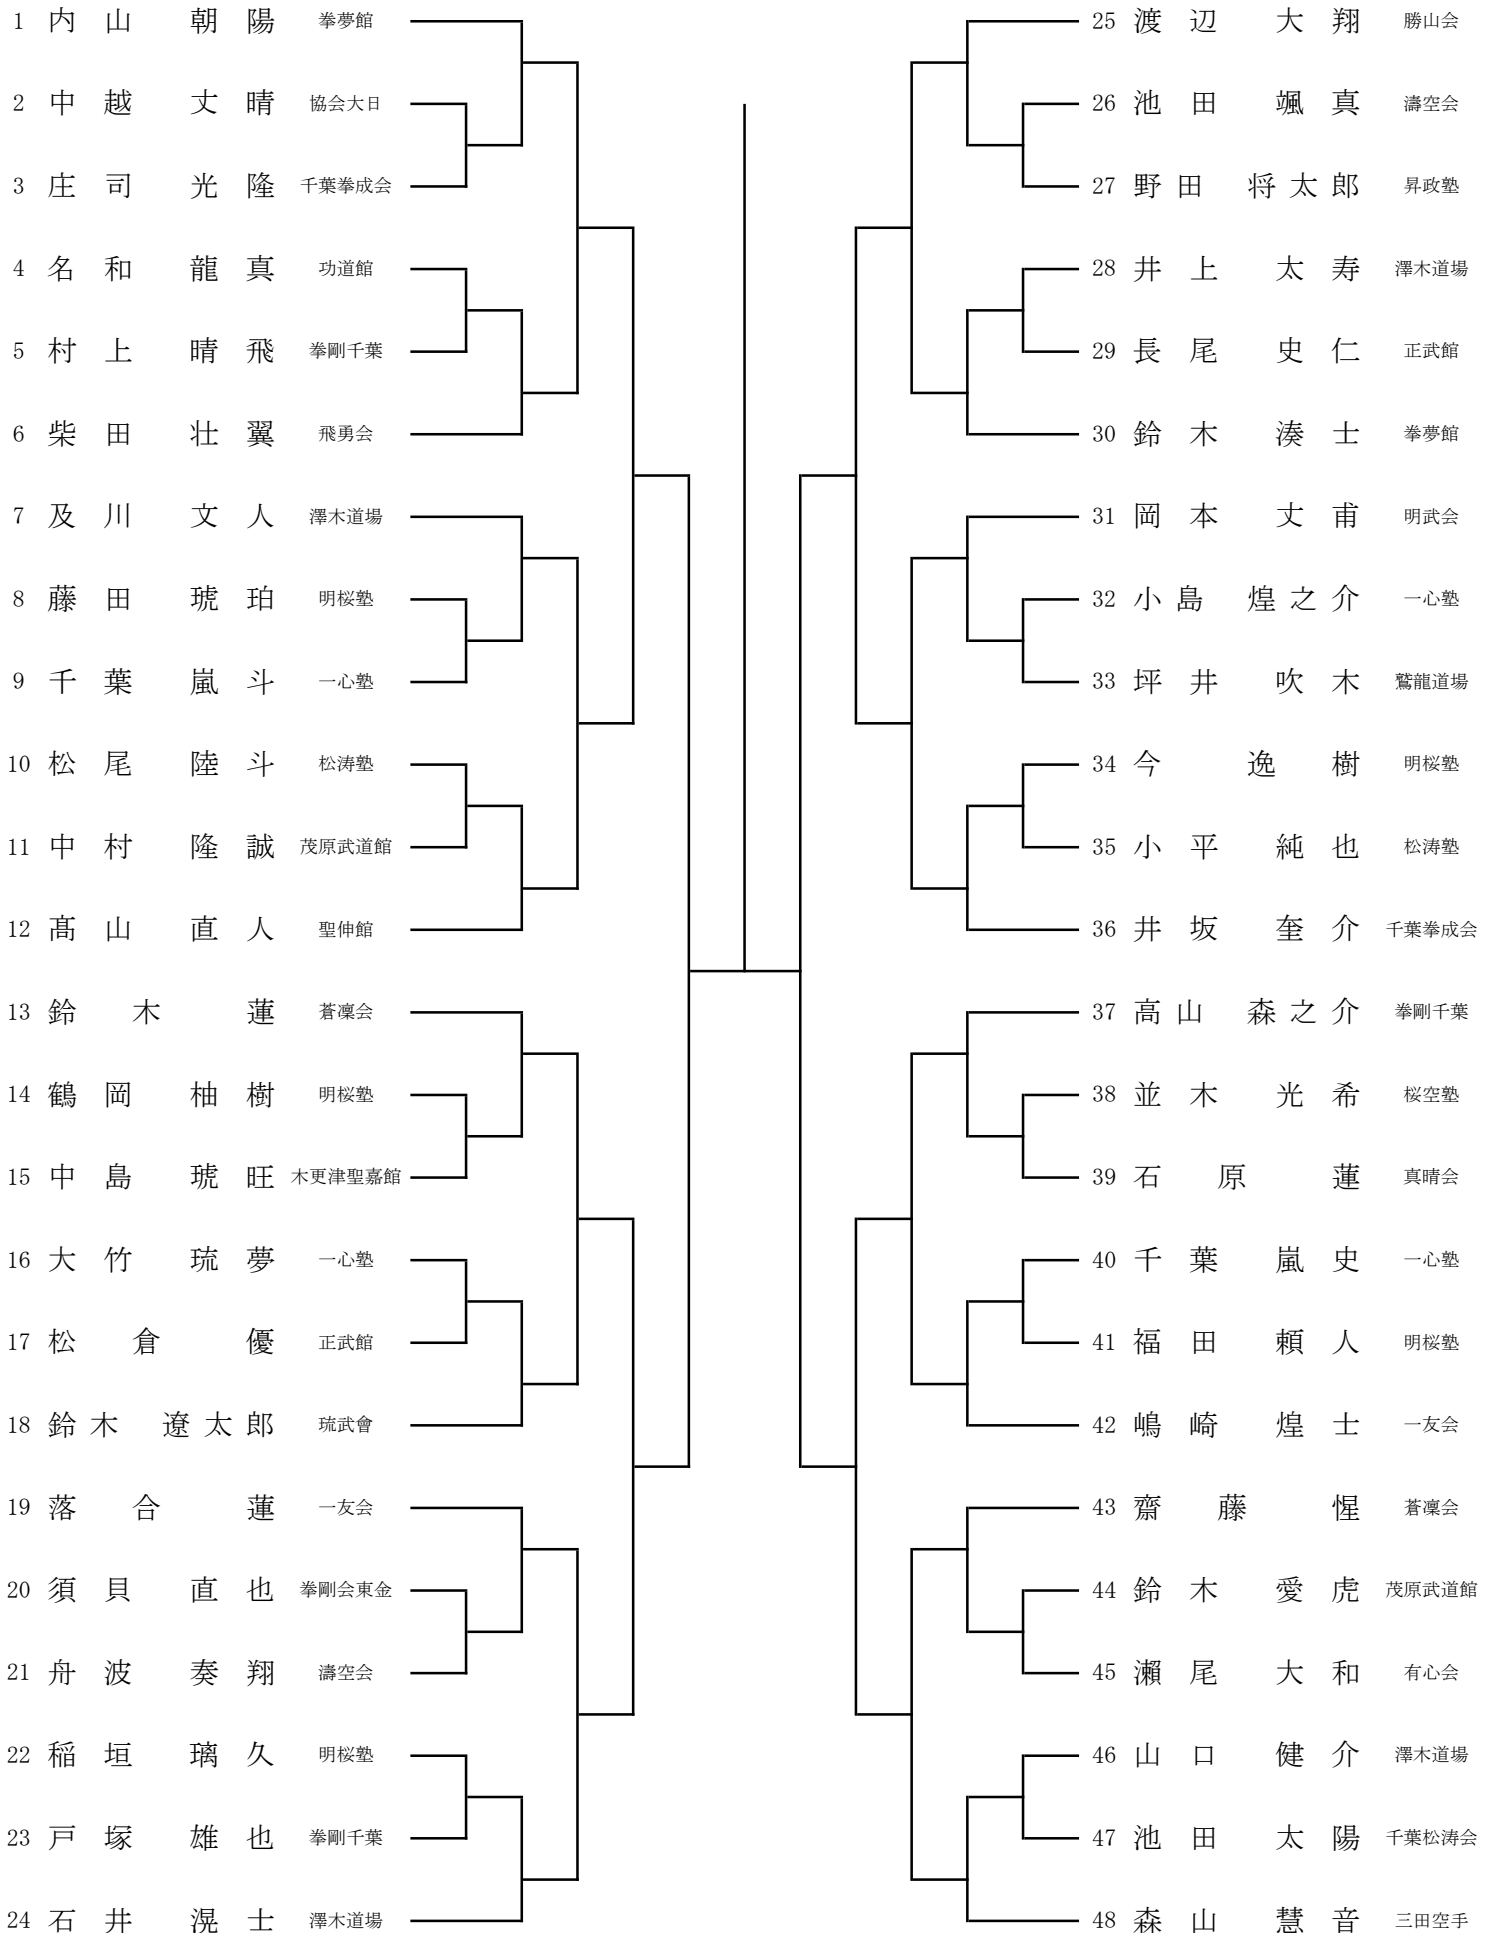 1 内山 朝陽 拳夢館
2 中越 丈晴 協会大日
3 庄司 光隆 千葉拳成会
4 名和 龍真 功道館
5 村上 晴飛 拳剛千葉
6 柴田 壮翼 飛勇会
7 及川 文人 澤木道場
8 藤田 琥珀 明桜塾
9 千葉 嵐斗 一心塾
10 松尾 陸斗 松涛塾
11 中村 隆誠 茂原武道館
12 髙山 直人 聖伸館
13 鈴木 蓮 蒼凜会
14 鶴岡 柚樹 明桜塾
15 中島 琥旺 木更津聖嘉館
16 大竹 琉夢 一心塾
17 松倉 優 正武館
18 鈴木 遼太郎 琉武會
19 落合 蓮 一友会
20 須貝 直也 拳剛会東金
21 舟波 奏翔 濤空会
22 稲垣 璃久 明桜塾
23 戸塚 雄也 拳剛千葉
24 石井 滉士 澤木道場
25 渡辺 大翔 勝山会
26 池田 颯真 濤空会
27 野田 将太郎 昇政塾
28 井上 太寿 澤木道場
29 長尾 史仁 正武館
30 鈴木 湊士 拳夢館
31 岡本 丈甫 明武会
32 小島 煌之介 一心塾
33 坪井 吹木 鷲龍道場
34 今 逸樹 明桜塾
35 小平 純也 松涛塾
36 井坂 奎介 千葉拳成会
37 高山 森之介 拳剛千葉
38 並木 光希 桜空塾
39 石原 蓮 真晴会
40 千葉 嵐史 一心塾
41 福田 頼人 明桜塾
42 嶋崎 煌士 一友会
43 齋藤 惺 蒼凜会
44 鈴木 愛虎 茂原武道館
45 瀬尾 大和 有心会
46 山口 健介 澤木道場
47 池田 太陽 千葉松涛会
48 森山 慧音 三田空手